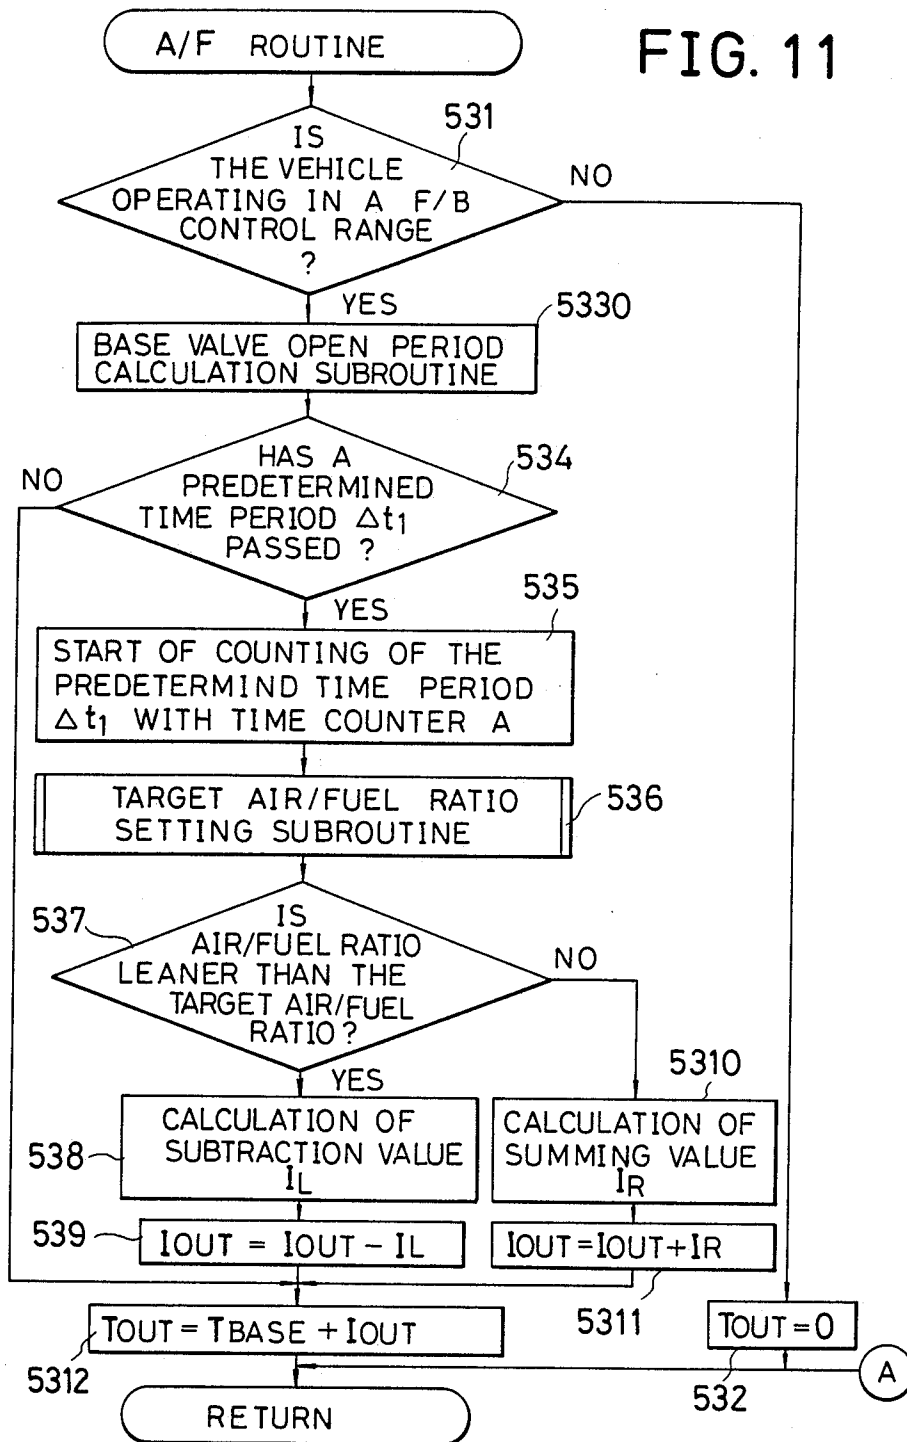 A/F ROUTINE
FIG. 11
IS
THE VEHICLE
OPERATING IN A F/B
CONTROL RANGE
?
531
NO
YES
5330
BASE VALVE OPEN PERIOD
CALCULATION SUBROUTINE
HAS A
PREDETERMINED
TIME PERIOD Δt1
PASSED ?
534
NO
YES
535
START OF COUNTING OF THE
PREDETERMIND TIME PERIOD
Δt1 WITH TIME COUNTER A
TARGET AIR/FUEL RATIO
SETTING SUBROUTINE
536
537
IS
AIR/FUEL RATIO
LEANER THAN THE
TARGET AIR/FUEL
RATIO?
NO
YES
5310
538
CALCULATION OF
SUBTRACTION VALUE
IL
CALCULATION OF
SUMMING VALUE
IR
539
IOUT = IOUT - IL
IOUT=IOUT+IR
5311
TOUT = TBASE + IOUT
5312
TOUT=0
532
A
RETURN